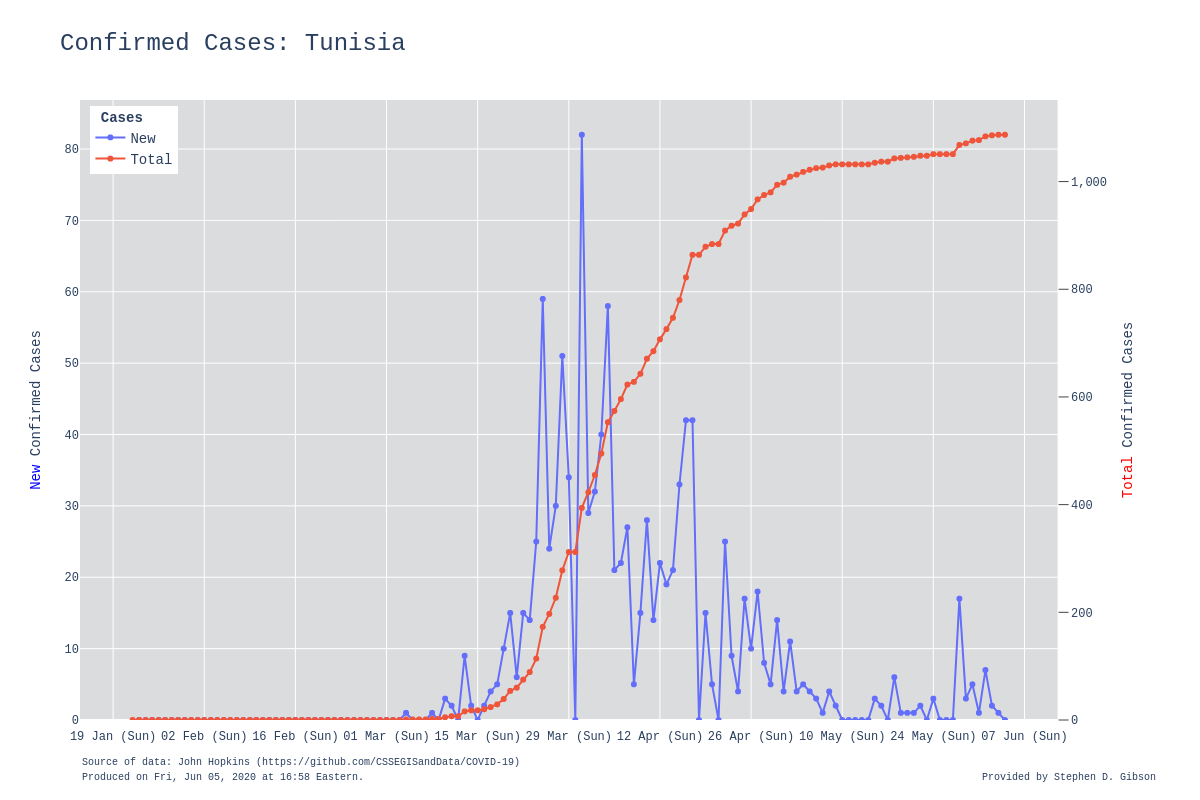 Confirmed Cases: Tunisia
Cases
New
Total
80
70
60
50
40
30
20
10
0
New Confirmed Cases
1,000
800
600
400
200
0
Total Confirmed Cases
19 Jan (Sun) 02 Feb (Sun) 16 Feb (Sun) 01 Mar (Sun) 15 Mar (Sun) 29 Mar (Sun) 12 Apr (Sun) 26 Apr (Sun) 10 May (Sun) 24 May (Sun) 07 Jun (Sun)
Source of data: John Hopkins (https://github.com/CSSEGISandData/COVID-19)
Produced on Fri, Jun 05, 2020 at 16:58 Eastern.
Provided by Stephen D. Gibson